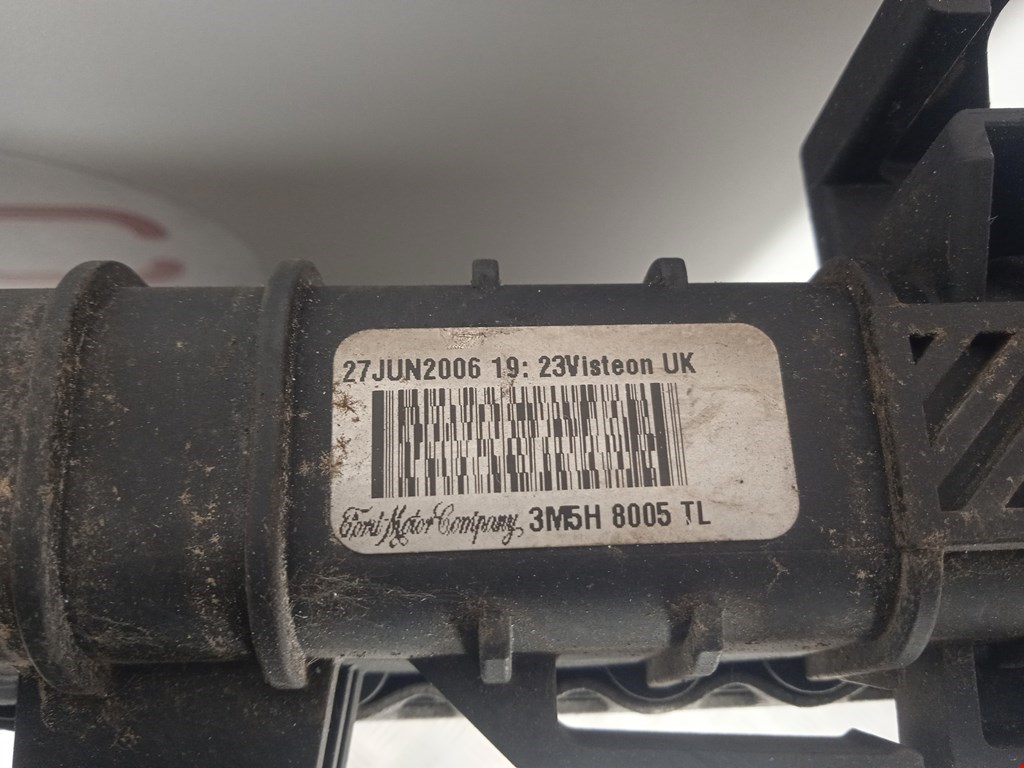 27JUN2006 19: 23Visteon UK
Ford Motor Company 3M5H 8005 TL